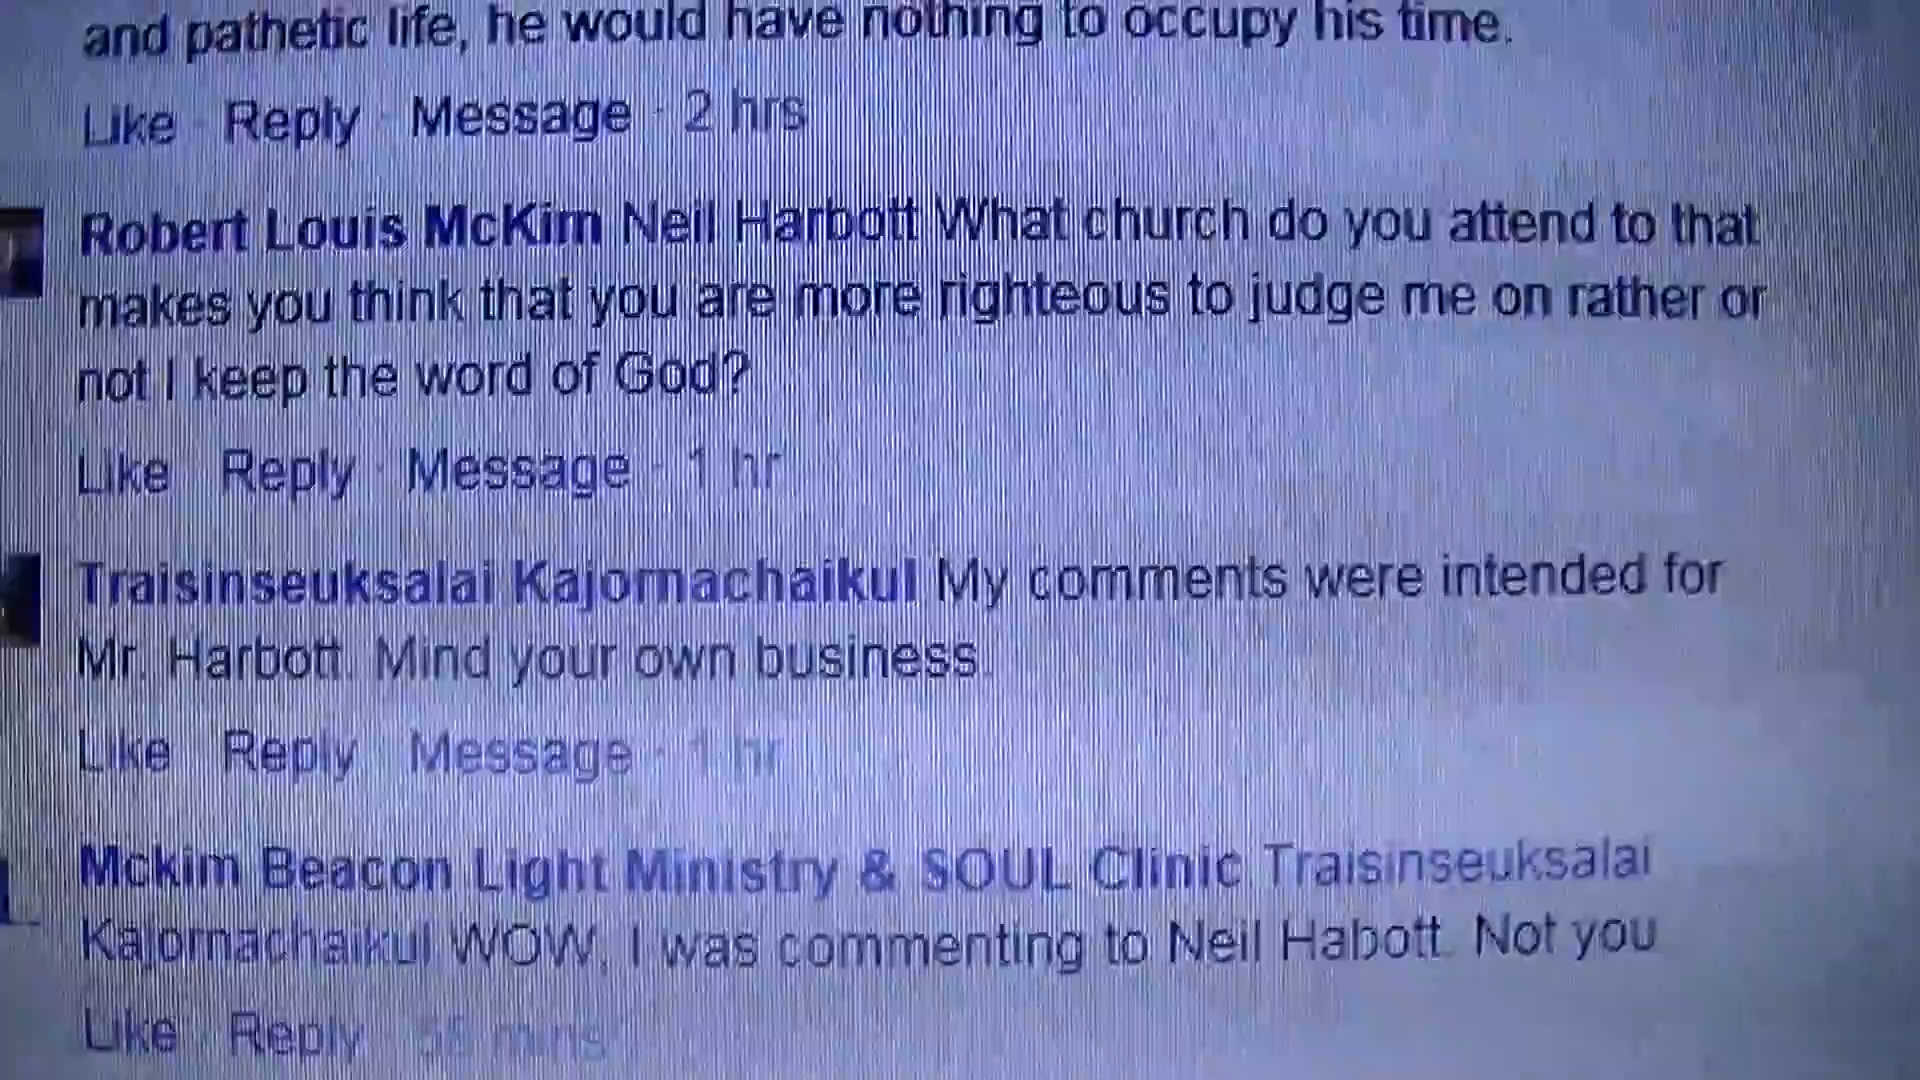 and pathetic life, he would have nothing to occupy his time.
Like · Reply · Message · 2 hrs
Robert Louis McKim Neil Harbott What church do you attend to that
makes you think that you are more righteous to judge me on rather or
not I keep the word of God?
Like · Reply · Message · 1 hr
Traisinseuksalai Kajornachaikul My comments were intended for
Mr. Harbott. Mind your own business.
Like · Reply · Message · 1 hr
Mckim Beacon Light Ministry & SOUL Clinic Traisinseuksalai
Kajornachaikul WOW, I was commenting to Neil Habott. Not you
Like · Reply · 56 mins